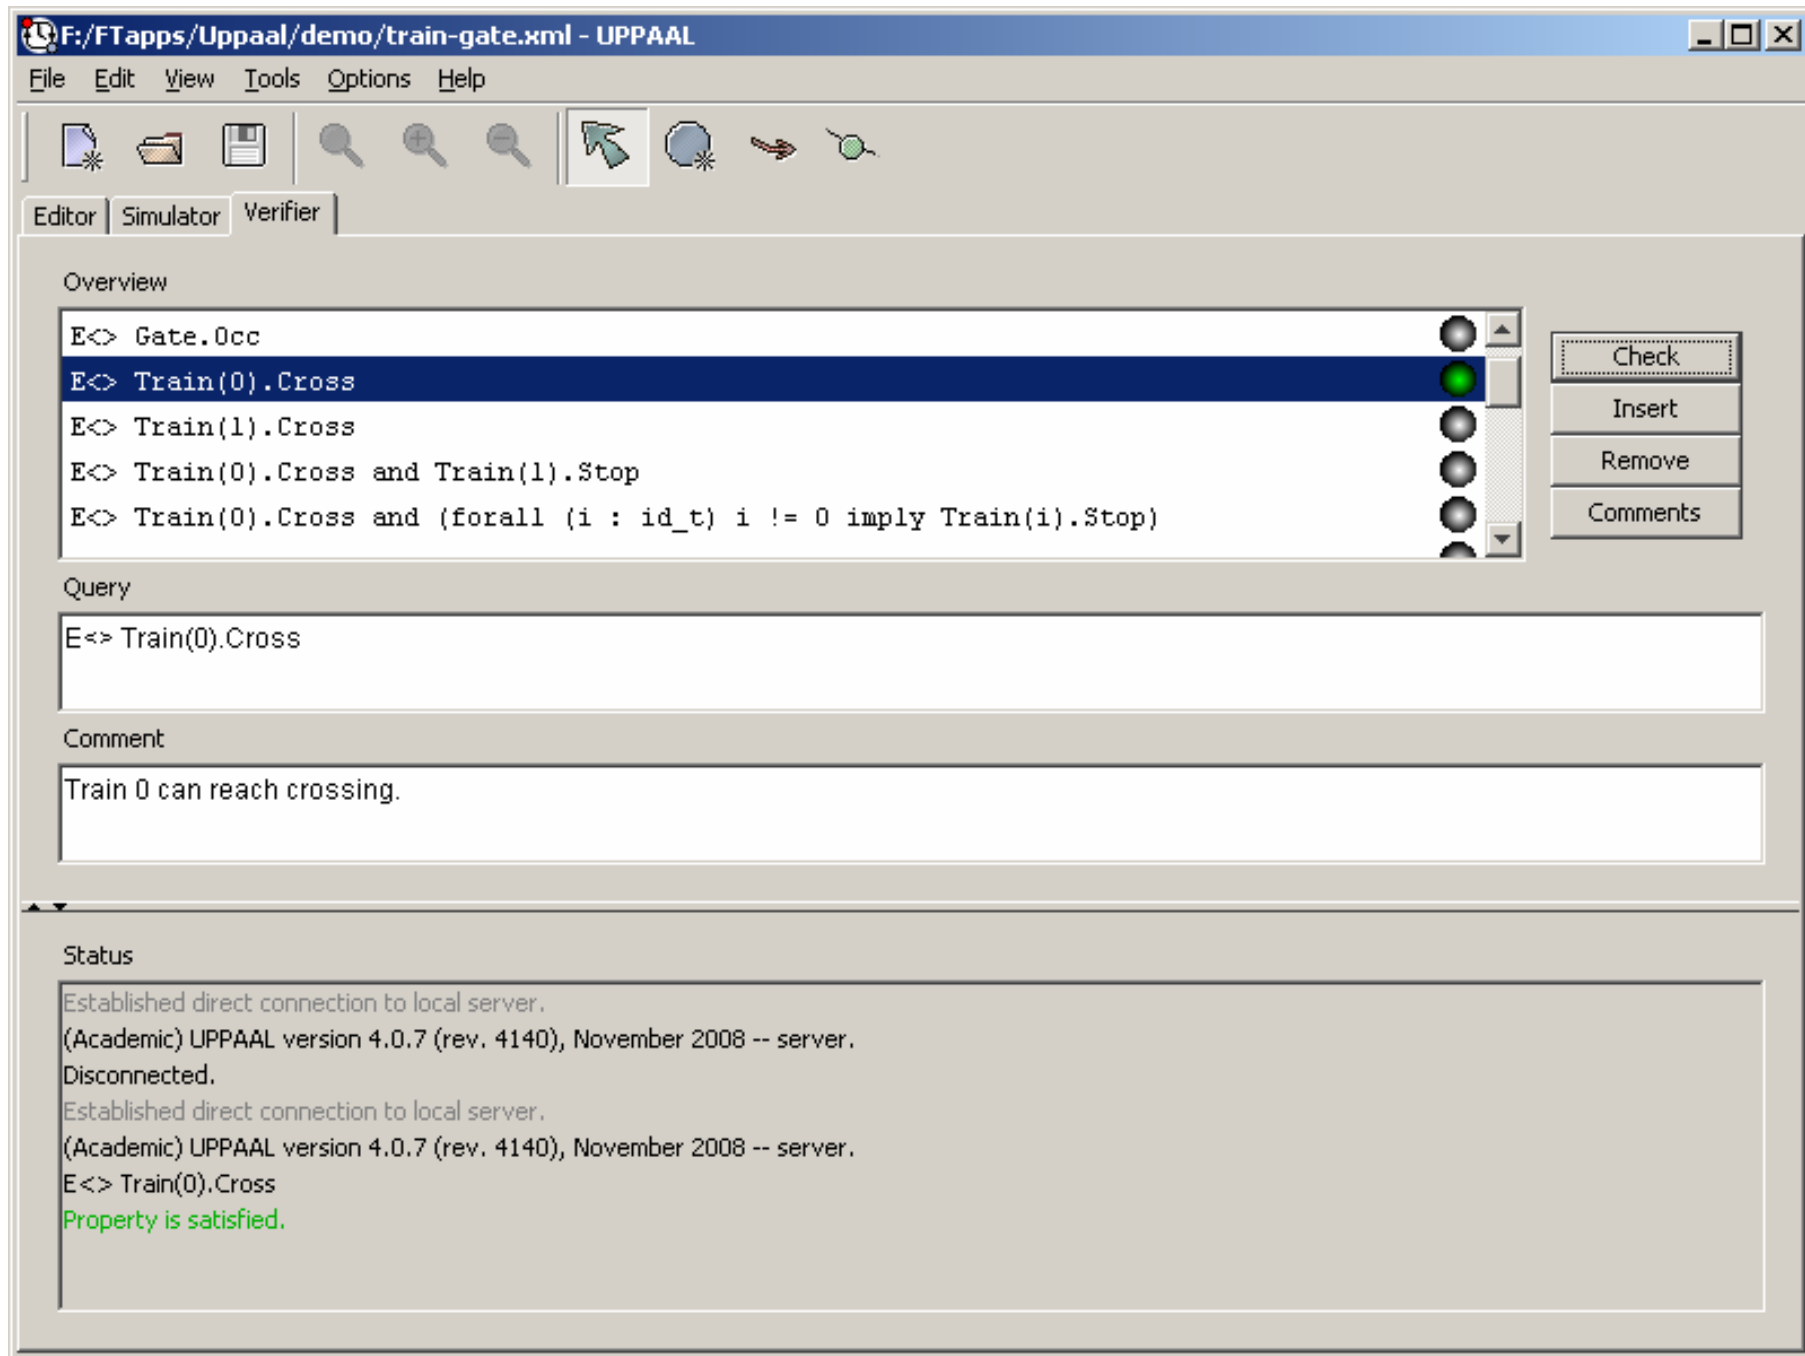 F:/FTapps/Uppaal/demo/train-gate.xml - UPPAAL
File Edit View Tools Options Help
Editor Simulator Verifier
Overview
E<> Gate.Occ
E<> Train(0).Cross
E<> Train(1).Cross
E<> Train(0).Cross and Train(1).Stop
E<> Train(0).Cross and (forall (i : id_t) i != 0 imply Train(i).Stop)
Check
Insert
Remove
Comments
Query
E<> Train(0).Cross
Comment
Train 0 can reach crossing.
Status
Established direct connection to local server.
(Academic) UPPAAL version 4.0.7 (rev. 4140), November 2008 -- server.
Disconnected.
Established direct connection to local server.
(Academic) UPPAAL version 4.0.7 (rev. 4140), November 2008 -- server.
E<> Train(0).Cross
Property is satisfied.